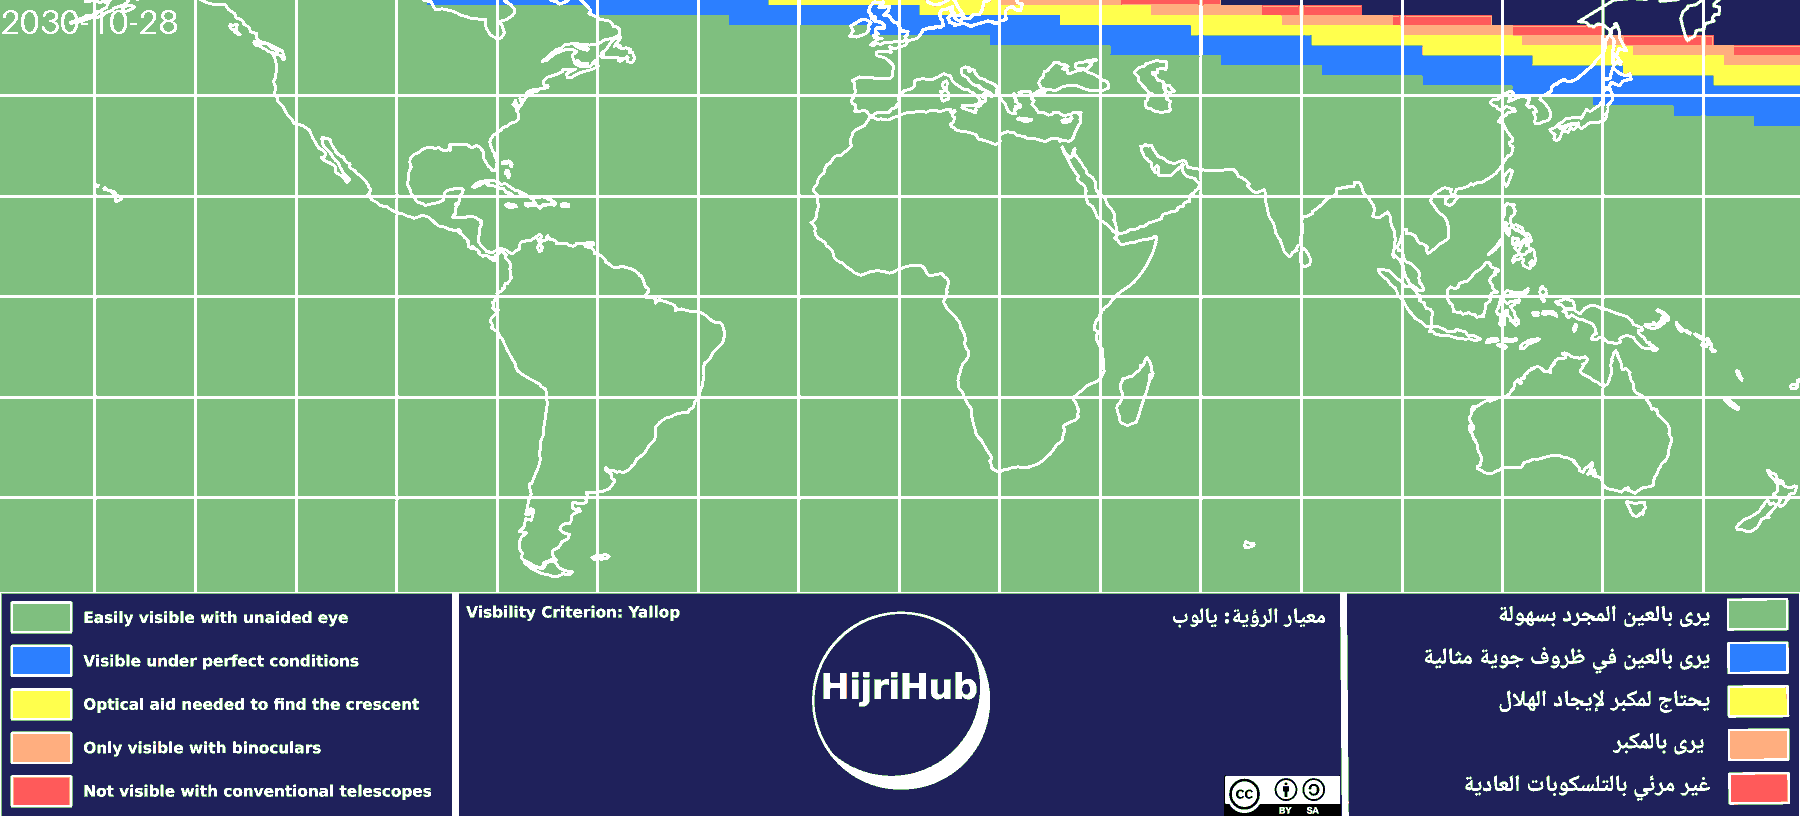 2030-10-28
Easily visible with unaided eye
Visible under perfect conditions
Optical aid needed to find the crescent
Only visible with binoculars
Not visible with conventional telescopes
Visbility Criterion: Yallop
معيار الرؤية: يالوب
HijriHub
cc
BY SA
يرى بالعين المجرد بسهولة
يرى بالعين في ظروف جوية مثالية
يحتاج لمكبر لإيجاد الهلال
يرى بالمكبر
غير مرئي بالتلسكوبات العادية